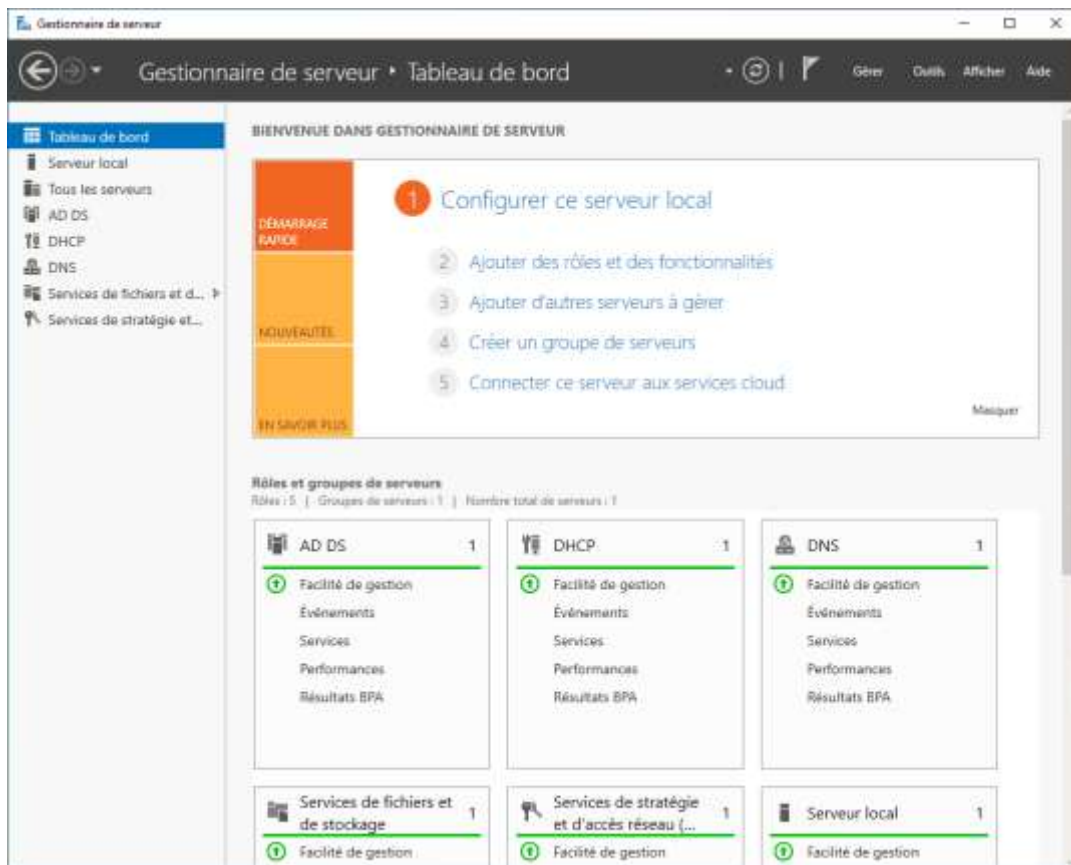 Gestionnaire de serveur
Gestionnaire de serveur ‣ Tableau de bord
Gérer Outils Afficher Aide
Tableau de bord
Serveur local
Tous les serveurs
AD DS
DHCP
DNS
Services de fichiers et d...
Services de stratégie et...
BIENVENUE DANS GESTIONNAIRE DE SERVEUR
DÉMARRAGE
RAPIDE
NOUVEAUTÉS
EN SAVOIR PLUS
1 Configurer ce serveur local
2 Ajouter des rôles et des fonctionnalités
3 Ajouter d'autres serveurs à gérer
4 Créer un groupe de serveurs
5 Connecter ce serveur aux services cloud
Masquer
Rôles et groupes de serveurs
Rôles : 5 | Groupes de serveurs : 1 | Nombre total de serveurs : 1
AD DS 1
Facilité de gestion
Événements
Services
Performances
Résultats BPA
DHCP 1
Facilité de gestion
Événements
Services
Performances
Résultats BPA
DNS 1
Facilité de gestion
Événements
Services
Performances
Résultats BPA
Services de fichiers et
de stockage 1
Facilité de gestion
Services de stratégie
et d'accès réseau (... 1
Facilité de gestion
Serveur local 1
Facilité de gestion